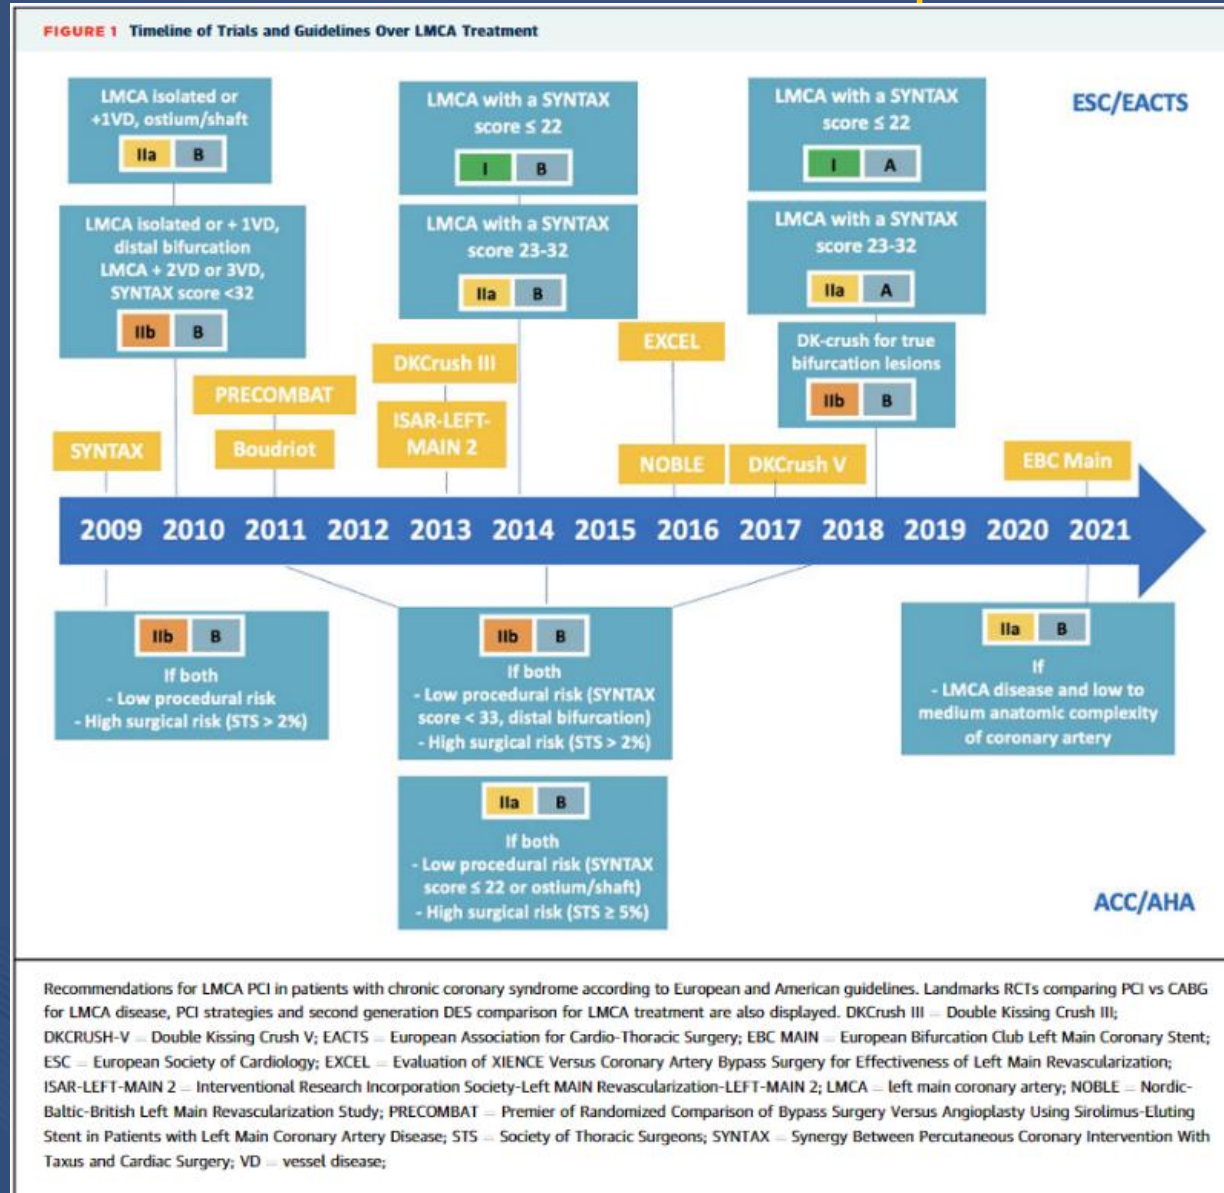 FIGURE 1 Timeline of Trials and Guidelines Over LMCA Treatment
ESC/EACTS
LMCA isolated or
+1VD, ostium/shaft
IIa B
LMCA isolated or + 1VD,
distal bifurcation
LMCA + 2VD or 3VD,
SYNTAX score <32
IIb B
LMCA with a SYNTAX
score ≤ 22
I B
LMCA with a SYNTAX
score 23-32
IIa B
LMCA with a SYNTAX
score ≤ 22
I A
LMCA with a SYNTAX
score 23-32
IIa A
DK-crush for true
bifurcation lesions
IIb B
SYNTAX
PRECOMBAT
Boudriot
DKCrush III
ISAR-LEFT-
MAIN 2
EXCEL
NOBLE
DKCrush V
EBC Main
2009 2010 2011 2012 2013 2014 2015 2016 2017 2018 2019 2020 2021
IIb B
If both
- Low procedural risk
- High surgical risk (STS > 2%)
IIb B
If both
- Low procedural risk (SYNTAX
score < 33, distal bifurcation)
- High surgical risk (STS > 2%)
IIa B
If both
- Low procedural risk (SYNTAX
score ≤ 22 or ostium/shaft)
- High surgical risk (STS ≥ 5%)
IIa B
If
- LMCA disease and low to
medium anatomic complexity
of coronary artery
ACC/AHA
Recommendations for LMCA PCI in patients with chronic coronary syndrome according to European and American guidelines. Landmarks RCTs comparing PCI vs CABG
for LMCA disease, PCI strategies and second generation DES comparison for LMCA treatment are also displayed. DKCrush III = Double Kissing Crush III;
DKCRUSH-V = Double Kissing Crush V; EACTS = European Association for Cardio-Thoracic Surgery; EBC MAIN = European Bifurcation Club Left Main Coronary Stent;
ESC = European Society of Cardiology; EXCEL = Evaluation of XIENCE Versus Coronary Artery Bypass Surgery for Effectiveness of Left Main Revascularization;
ISAR-LEFT-MAIN 2 = Interventional Research Incorporation Society-Left MAIN Revascularization-LEFT-MAIN 2; LMCA = left main coronary artery; NOBLE = Nordic-
Baltic-British Left Main Revascularization Study; PRECOMBAT = Premier of Randomized Comparison of Bypass Surgery Versus Angioplasty Using Sirolimus-Eluting
Stent in Patients with Left Main Coronary Artery Disease; STS = Society of Thoracic Surgeons; SYNTAX = Synergy Between Percutaneous Coronary Intervention With
Taxus and Cardiac Surgery; VD = vessel disease;